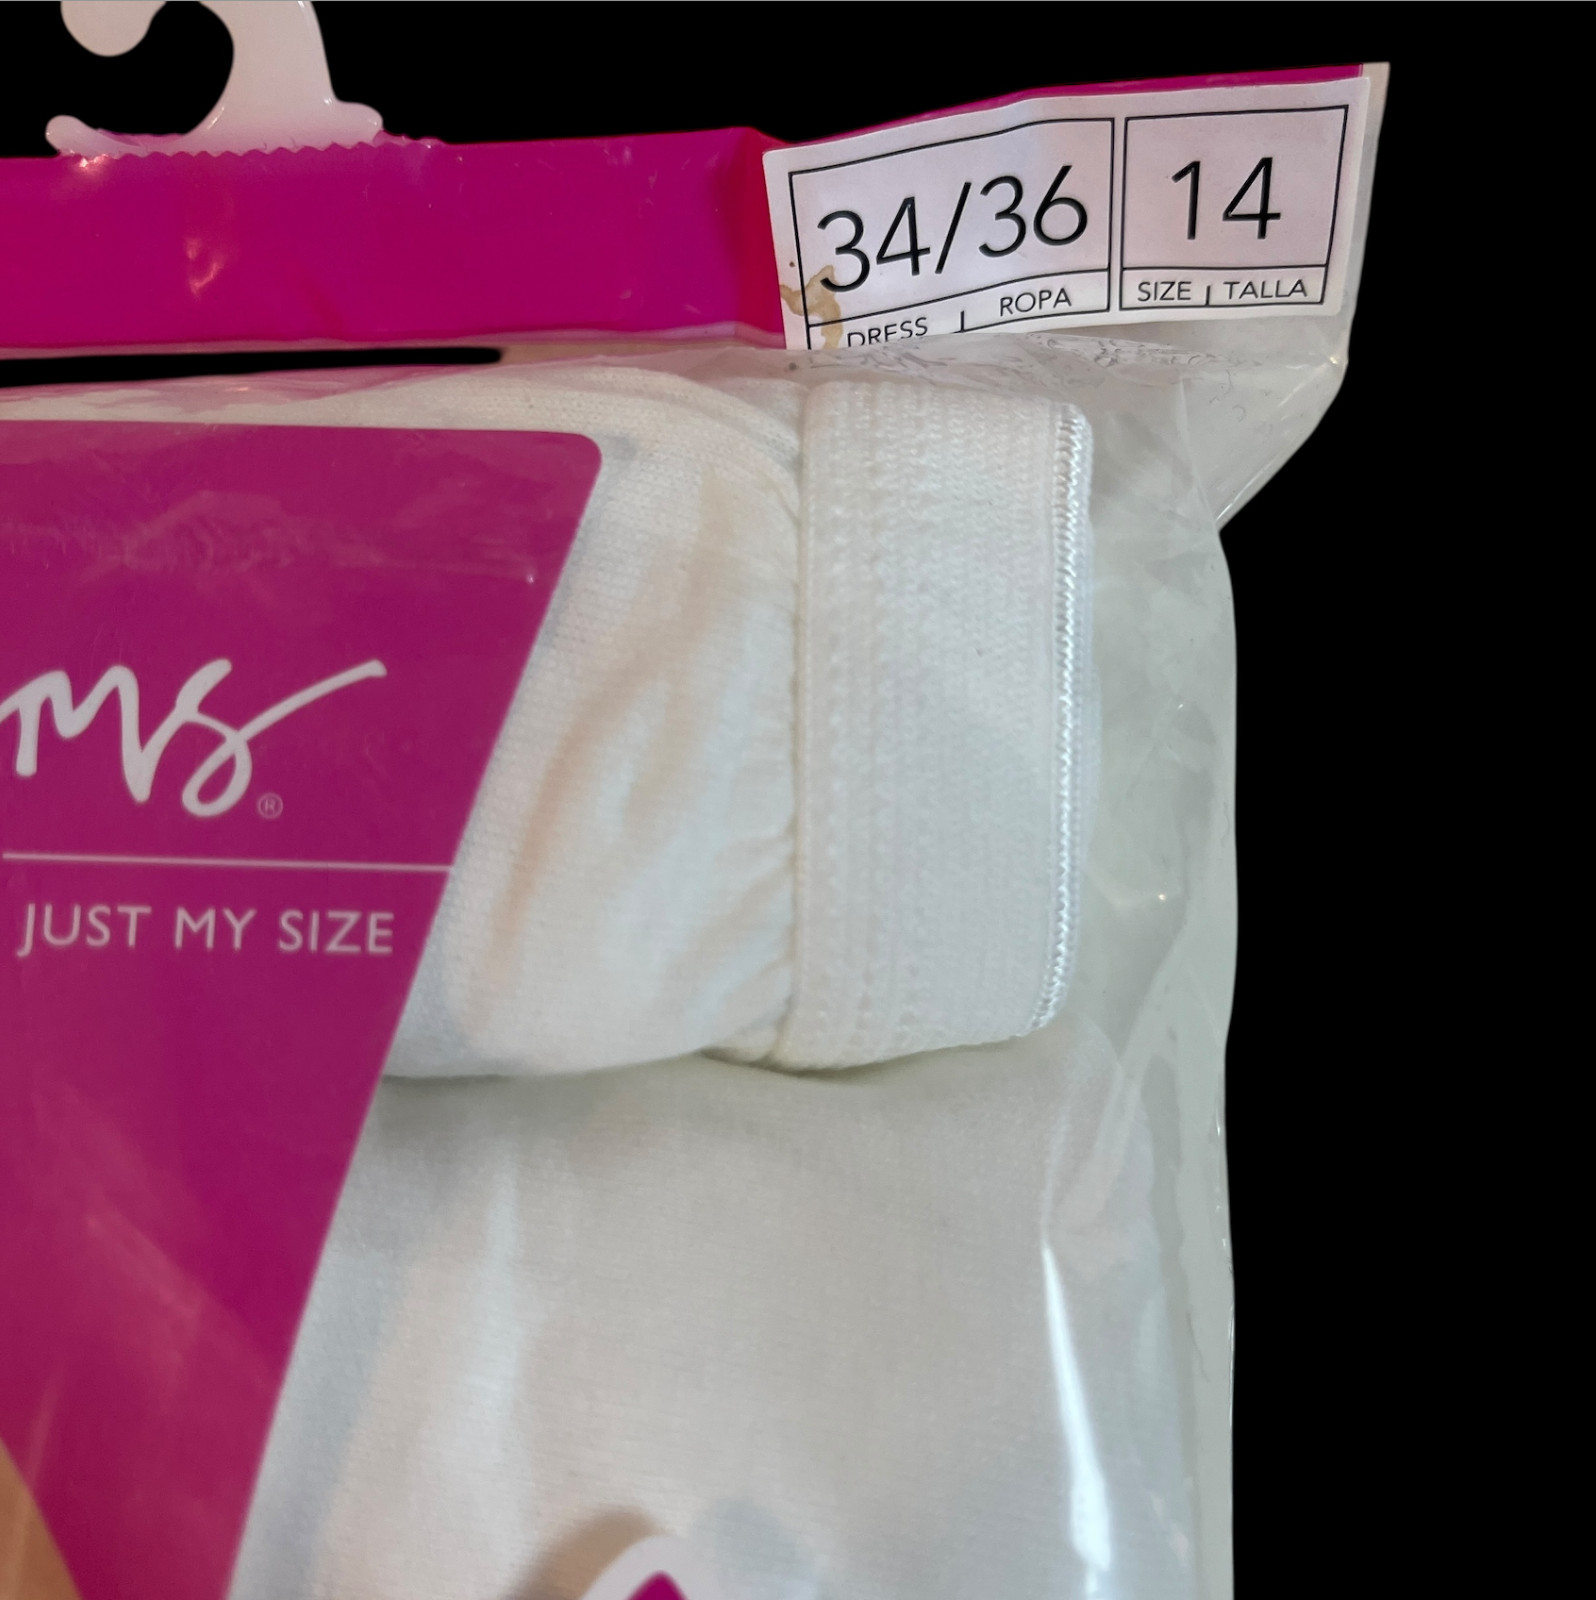 34/36 14
DRESS | ROPA SIZE | TALLA
ms®
JUST MY SIZE